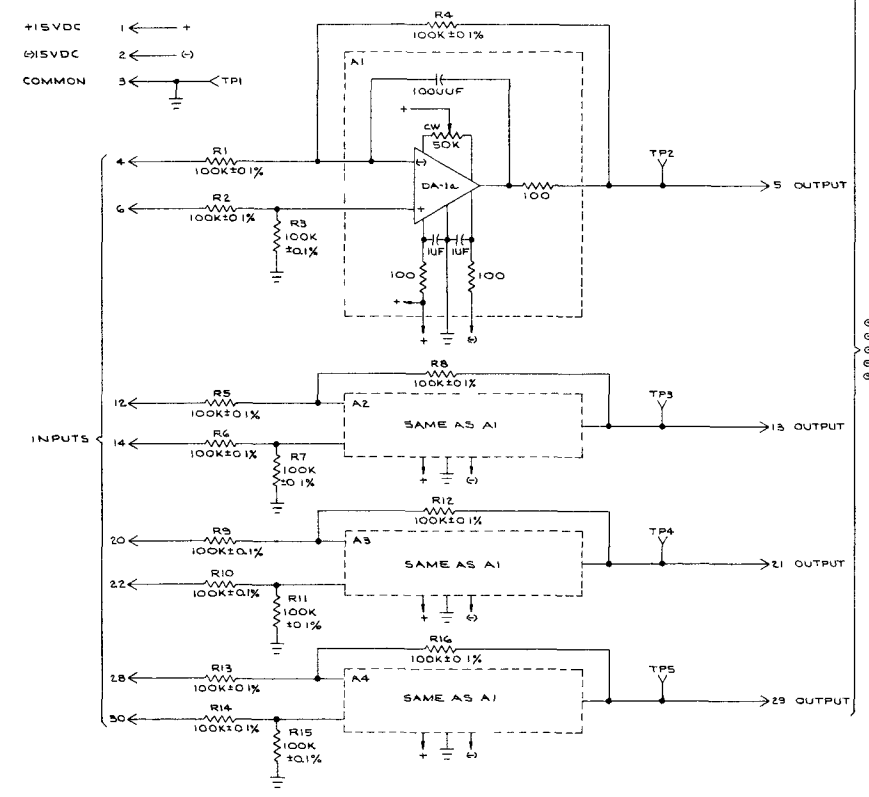 +15VDC 1 +
(-)15VDC 2 (-)
COMMON 3 TP1
R4
100K±0.1%
A1
100UUF
+
CW
50K
4 R1
100K±0.1%
(-)
DA-1a
TP2
100
5 OUTPUT
6 R2
100K±0.1%
+
R3
100K
±0.1%
1UF 1UF
100 100
+
+ (-)
R8
100K±0.1%
12 R5
100K±0.1%
A2
SAME AS A1
TP3
13 OUTPUT
INPUTS
14 R6
100K±0.1%
R7
100K
±0.1%
+ (-)
R12
100K±0.1%
20 R9
100K±0.1%
A3
SAME AS A1
TP4
21 OUTPUT
22 R10
100K±0.1%
R11
100K
±0.1%
+ (-)
R16
100K±0.1%
28 R13
100K±0.1%
A4
SAME AS A1
TP5
29 OUTPUT
30 R14
100K±0.1%
R15
100K
±0.1%
+ (-)